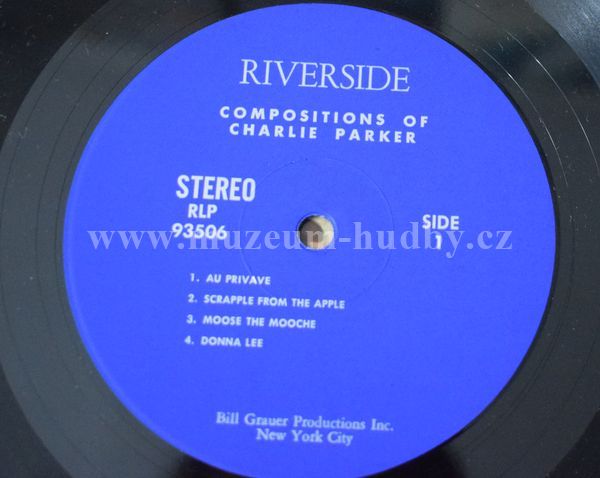 RIVERSIDE
COMPOSITIONS OF
CHARLIE PARKER
STEREO
RLP
93506
SIDE
1
www.muzeum-hudby.cz
1. AU PRIVAVE
2. SCRAPPLE FROM THE APPLE
3. MOOSE THE MOOCHE
4. DONNA LEE
Bill Grauer Productions Inc.
New York City